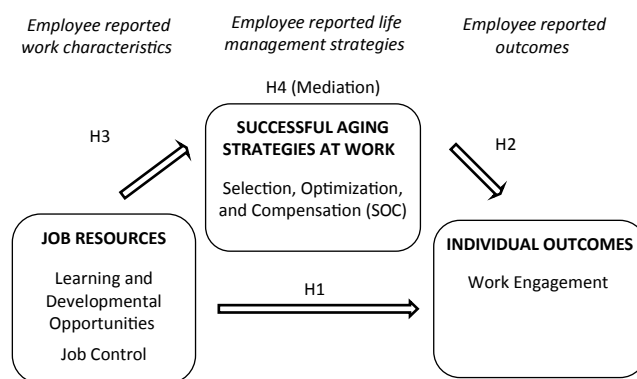 Employee reported
work characteristics
Employee reported life
management strategies
Employee reported
outcomes
H4 (Mediation)
H3
SUCCESSFUL AGING
STRATEGIES AT WORK
Selection, Optimization,
and Compensation (SOC)
H2
JOB RESOURCES
Learning and
Developmental
Opportunities
Job Control
H1
INDIVIDUAL OUTCOMES
Work Engagement